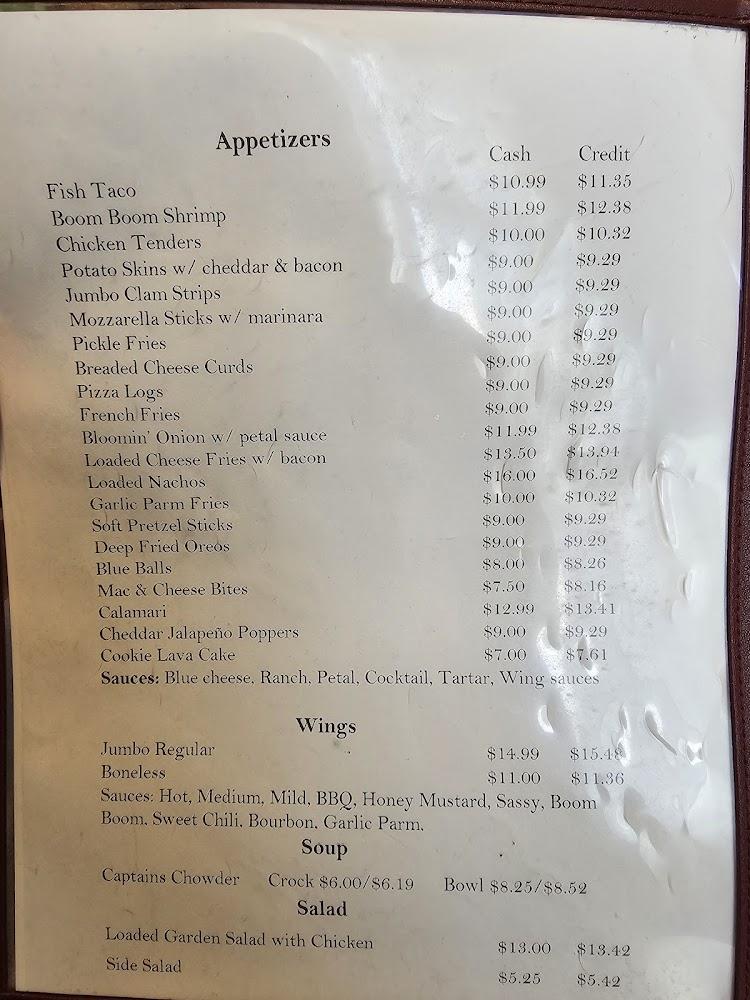 Appetizers
Cash Credit
Fish Taco $10.99 $11.35
Boom Boom Shrimp $11.99 $12.38
Chicken Tenders $10.00 $10.32
Potato Skins w/ cheddar & bacon $9.00 $9.29
Jumbo Clam Strips $9.00 $9.29
Mozzarella Sticks w/ marinara $9.00 $9.29
Pickle Fries $9.00 $9.29
Breaded Cheese Curds $9.00 $9.29
Pizza Logs $9.00 $9.29
French Fries $9.00 $9.29
Bloomin' Onion w/ petal sauce $11.99 $12.38
Loaded Cheese Fries w/ bacon $13.50 $13.94
Loaded Nachos $16.00 $16.52
Garlic Parm Fries $10.00 $10.32
Soft Pretzel Sticks $9.00 $9.29
Deep Fried Oreos $9.00 $9.29
Blue Balls $8.00 $8.26
Mac & Cheese Bites $7.50 $8.16
Calamari $12.99 $13.41
Cheddar Jalapeño Poppers $9.00 $9.29
Cookie Lava Cake $7.00 $7.61
Sauces: Blue cheese, Ranch, Petal, Cocktail, Tartar, Wing sauces
Wings
Jumbo Regular $14.99 $15.48
Boneless $11.00 $11.36
Sauces: Hot, Medium, Mild, BBQ, Honey Mustard, Sassy, Boom
Boom, Sweet Chili, Bourbon, Garlic Parm,
Soup
Captains Chowder Crock $6.00/$6.19 Bowl $8.25/$8.52
Salad
Loaded Garden Salad with Chicken $13.00 $13.42
Side Salad $5.25 $5.42